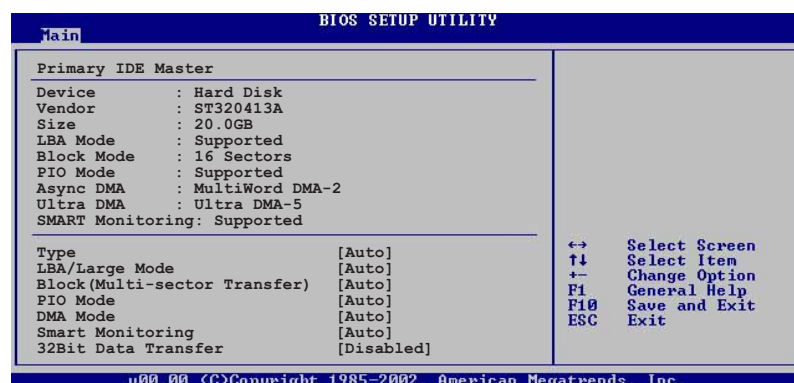 BIOS SETUP UTILITY
Main
Primary IDE Master
Device : Hard Disk
Vendor : ST320413A
Size : 20.0GB
LBA Mode : Supported
Block Mode : 16 Sectors
PIO Mode : Supported
Async DMA : MultiWord DMA-2
Ultra DMA : Ultra DMA-5
SMART Monitoring: Supported
Type [Auto]
LBA/Large Mode [Auto]
Block(Multi-sector Transfer) [Auto]
PIO Mode [Auto]
DMA Mode [Auto]
Smart Monitoring [Auto]
32Bit Data Transfer [Disabled]
←→ Select Screen
↑↓ Select Item
+- Change Option
F1 General Help
F10 Save and Exit
ESC Exit
(C)Copyright 1985-2002, American Megatrends, Inc